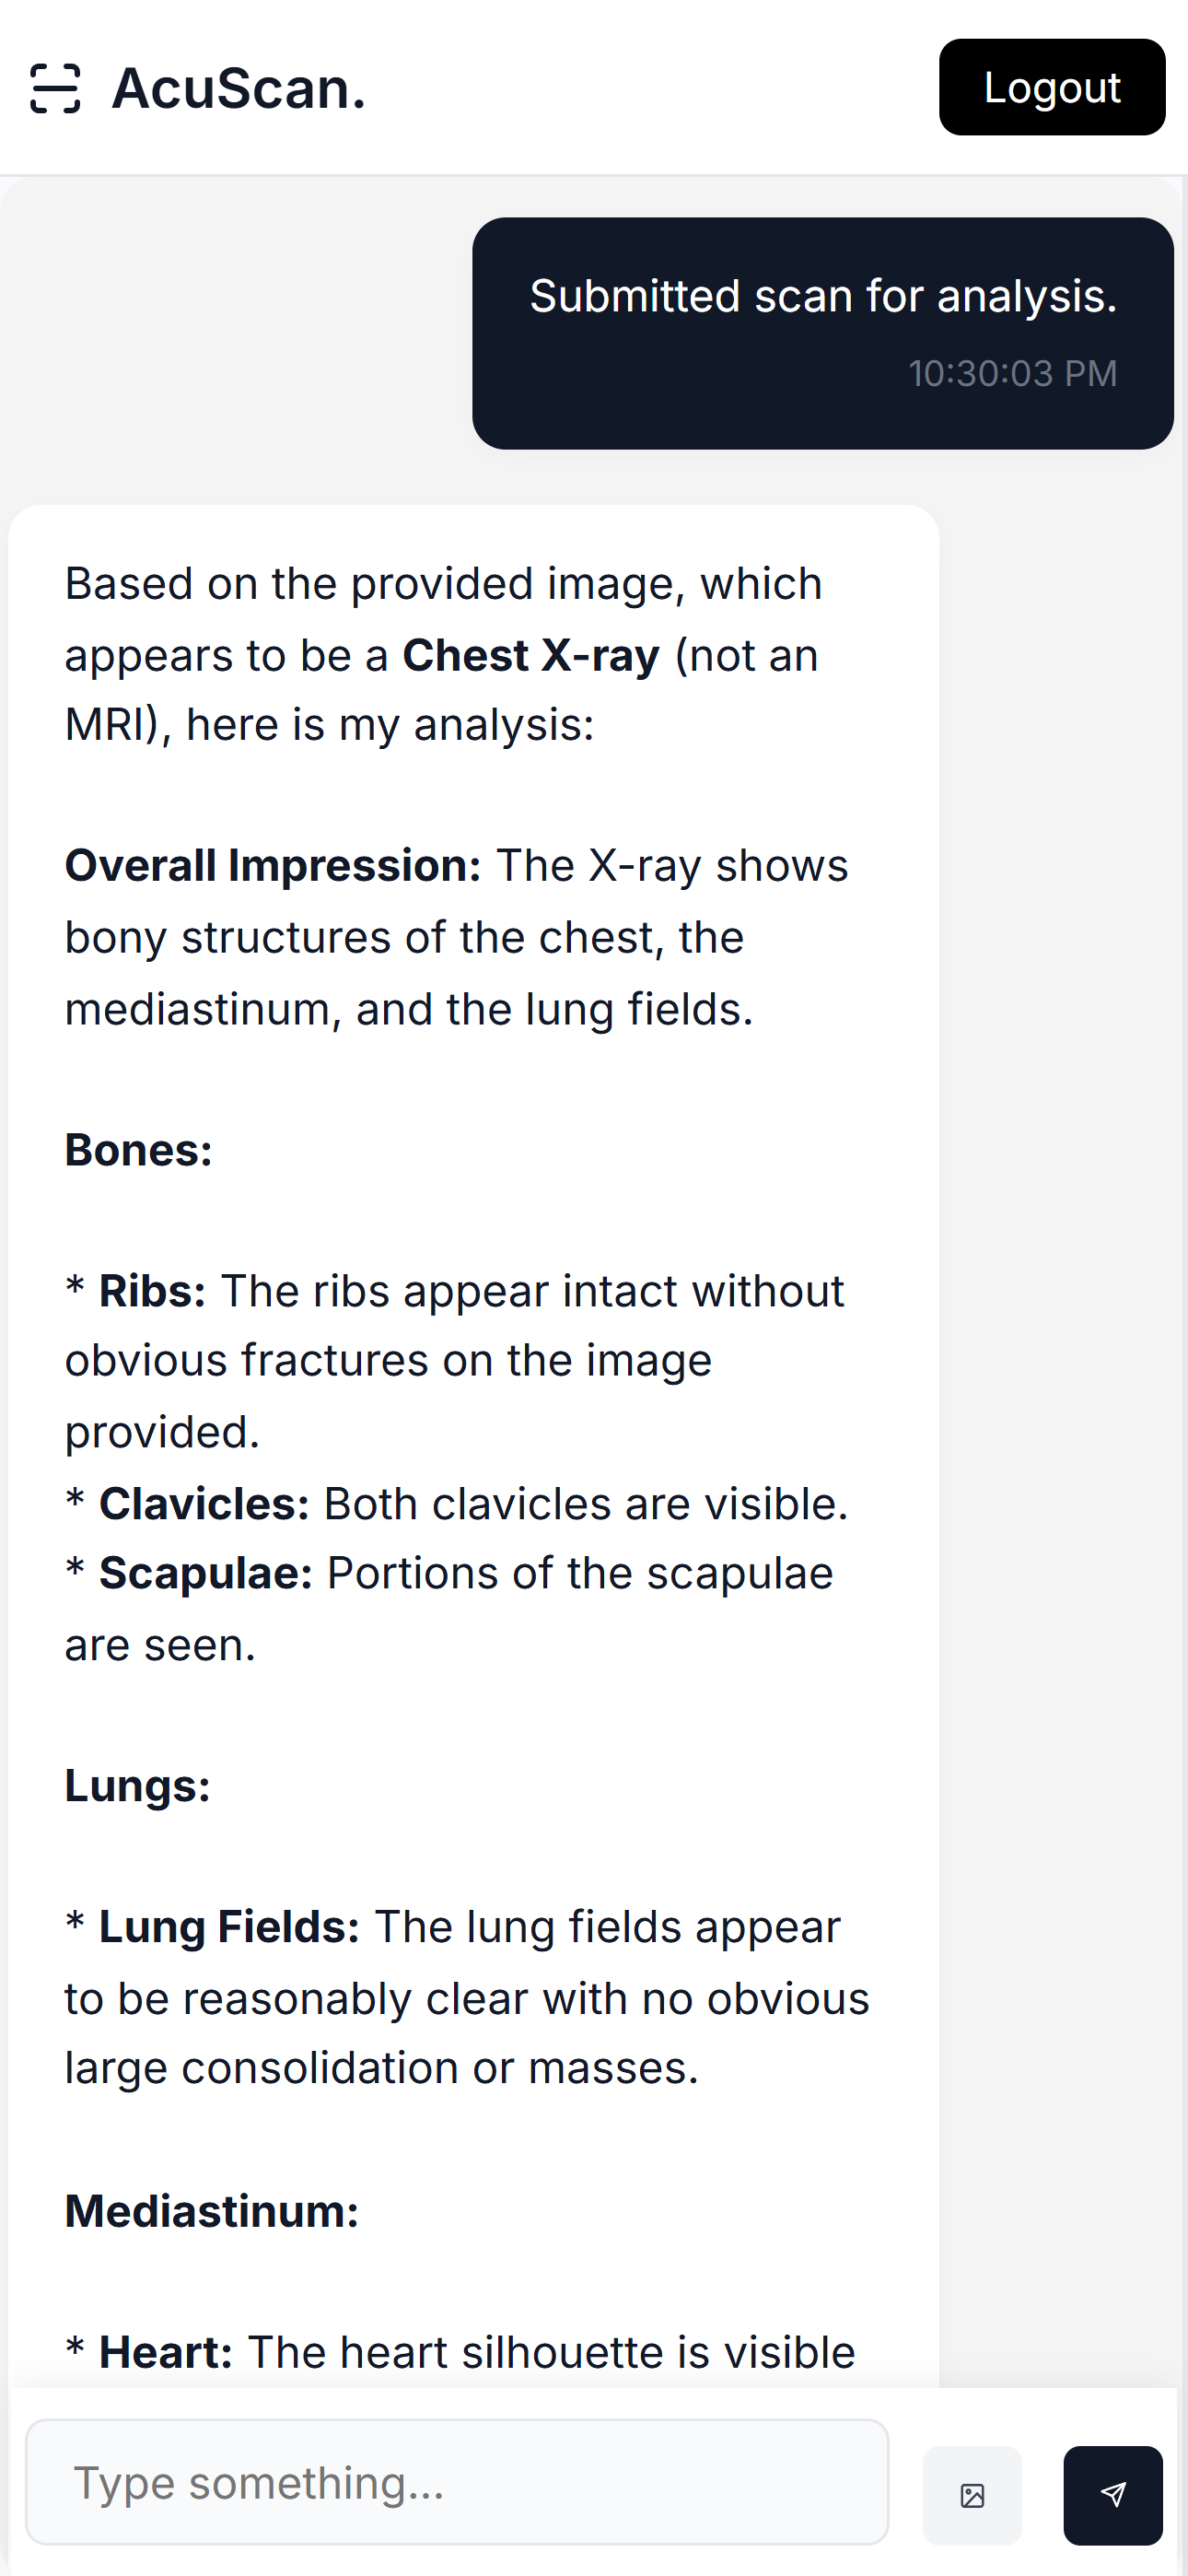 AcuScan.
Logout
Submitted scan for analysis.
10:30:03 PM
Based on the provided image, which
appears to be a Chest X-ray (not an
MRI), here is my analysis:
Overall Impression: The X-ray shows
bony structures of the chest, the
mediastinum, and the lung fields.
Bones:
* Ribs: The ribs appear intact without
obvious fractures on the image
provided.
* Clavicles: Both clavicles are visible.
* Scapulae: Portions of the scapulae
are seen.
Lungs:
* Lung Fields: The lung fields appear
to be reasonably clear with no obvious
large consolidation or masses.
Mediastinum:
* Heart: The heart silhouette is visible
Type something...